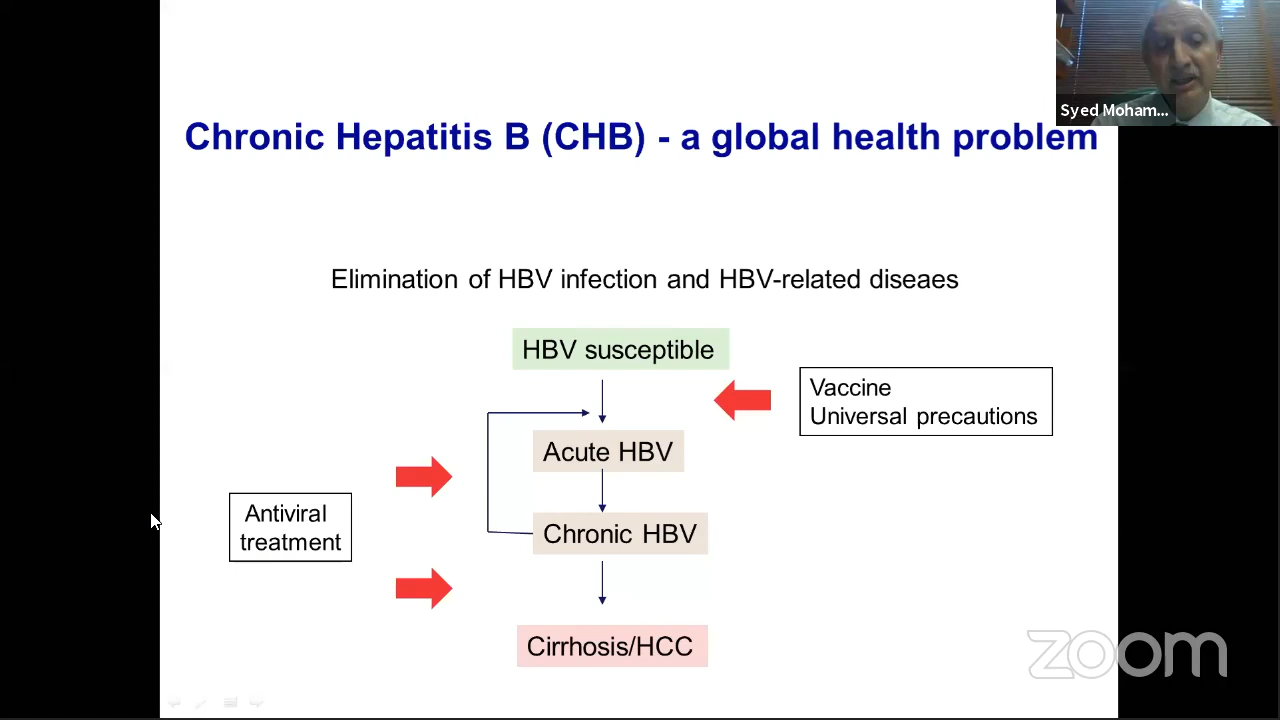 Syed Moham...
Chronic Hepatitis B (CHB) - a global health problem
Elimination of HBV infection and HBV-related diseaes
HBV susceptible
Vaccine
Universal precautions
Acute HBV
Antiviral
treatment
Chronic HBV
Cirrhosis/HCC
zoom